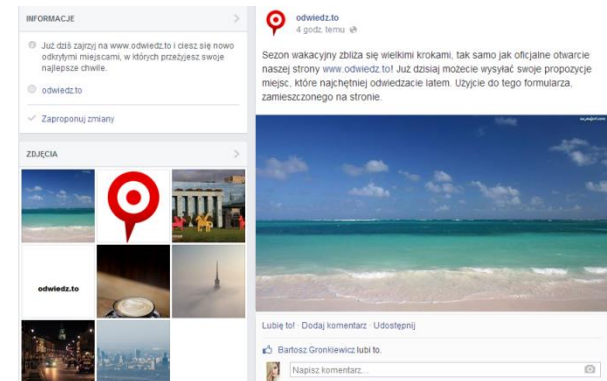 INFORMACJE
Już dziś zajrzyj na www.odwiedz.to i ciesz się nowo
odkrytymi miejscami, w których przeżyjesz swoje
najlepsze chwile.
odwiedz.to
Zaproponuj zmiany
ZDJĘCIA
odwiedz.to
odwiedz.to
4 godz. temu
Sezon wakacyjny zbliża się wielkimi krokami, tak samo jak oficjalne otwarcie
naszej strony www.odwiedz.to! Już dzisiaj możecie wysyłać swoje propozycje
miejsc, które najchętniej odwiedzacie latem. Użyjcie do tego formularza,
zamieszczonego na stronie.
Lubię to! · Dodaj komentarz · Udostępnij
Bartosz Gronkiewicz lubi to.
Napisz komentarz...